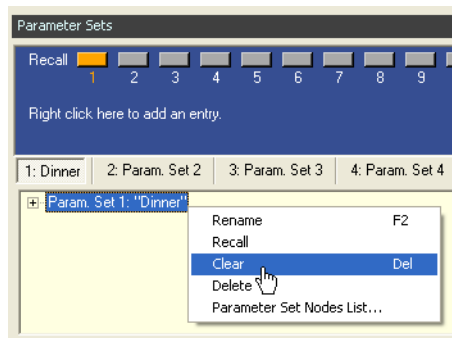 Parameter Sets
Recall
1 2 3 4 5 6 7 8 9
Right click here to add an entry.
1: Dinner 2: Param. Set 2 3: Param. Set 3 4: Param. Set 4
Param. Set 1: "Dinner"
Rename F2
Recall
Clear Del
Delete
Parameter Set Nodes List...